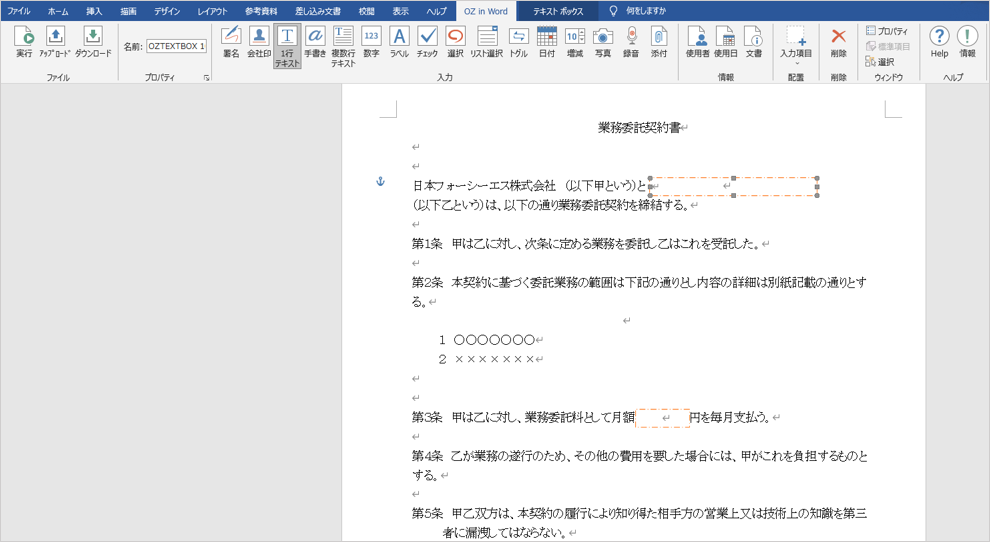 ファイル ホーム 挿入 描画 デザイン レイアウト 参考資料 差し込み文書 校閲 表示 ヘルプ OZ in Word テキスト ボックス 何をしますか
実行 アップロード ダウンロード
ファイル
名前: OZTEXTBOX 1
プロパティ
署名 会社印 1行テキスト 手書き 複数行テキスト 数字 ラベル チェック 選択 リスト選択 トグル 日付 増減 写真 録音 添付
入力
使用者 使用日 文書
情報
入力項目
配置
削除
削除
プロパティ
標準項目
選択
ウィンドウ
Help 情報
ヘルプ
業務委託契約書
日本フォーシーエス株式会社 (以下甲という)と
(以下乙という)は、以下の通り業務委託契約を締結する。
第1条 甲は乙に対し、次条に定める業務を委託し乙はこれを受託した。
第2条 本契約に基づく委託業務の範囲は下記の通りとし内容の詳細は別紙記載の通りとす
る。
1 ○○○○○○○
2 ×××××××
第3条 甲は乙に対し、業務委託料として月額 円を毎月支払う。
第4条 乙が業務の遂行のため、その他の費用を要した場合には、甲がこれを負担するものと
する。
第5条 甲乙双方は、本契約の履行により知り得た相手方の営業上又は技術上の知識を第三
者に漏洩してはならない。